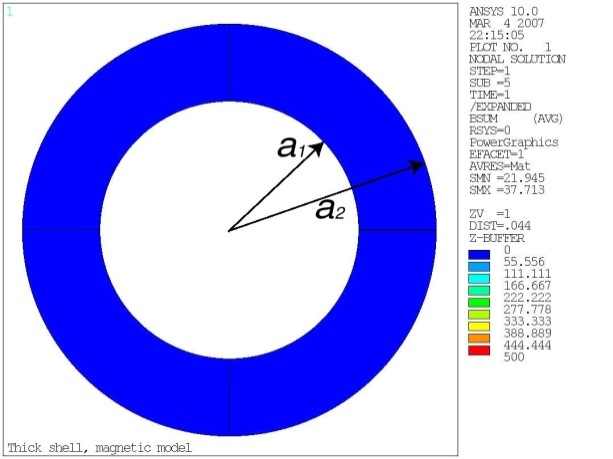 1
ANSYS 10.0
MAR 4 2007
22:15:05
PLOT NO. 1
NODAL SOLUTION
STEP=1
SUB =5
TIME=1
/EXPANDED
BSUM (AVG)
RSYS=0
PowerGraphics
EFACET=1
AVRES=Mat
SMN =21.945
SMX =37.713
ZV =1
DIST=.044
Z-BUFFER
0
55.556
111.111
166.667
222.222
277.778
333.333
388.889
444.444
500
a1
a2
Thick shell, magnetic model